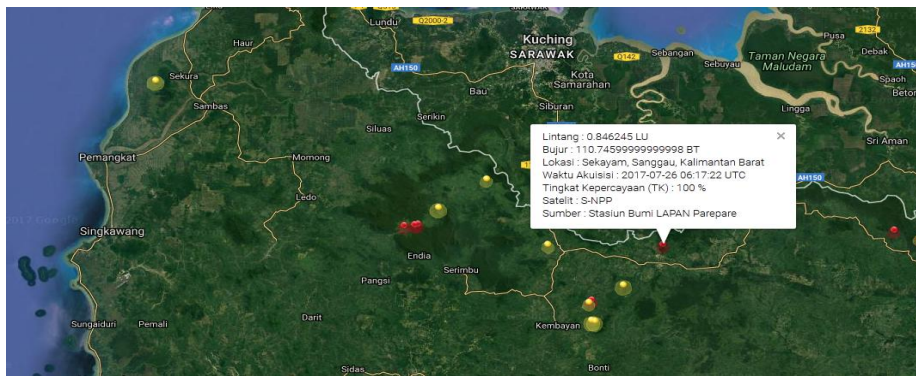 Lundu
Q2000-2
Kuching
SARAWAK
Q142
Sebangan
Pusa
2132
Debak
Haur
AH150
Sekura
Kota
Samarahan
Sebuyau
Taman Negara
Maludam
AH15
Spaoh
Beton
Sambas
Bau
Siburan
Lingga
Serikin
Siluas
Sri Aman
Pemangkat
Momong
AH150
Ledo
Singkawang
Endia
Serimbu
Pangsi
Sungaiduri
Pemali
Darit
Kembayan
Sidas
Bonti
Lintang : 0.846245 LU
Bujur : 110.74599999999998 BT
Lokasi : Sekayam, Sanggau, Kalimantan Barat
Waktu Akuisisi : 2017-07-26 06:17:22 UTC
Tingkat Kepercayaan (TK) : 100 %
Satelit : S-NPP
Sumber : Stasiun Bumi LAPAN Parepare